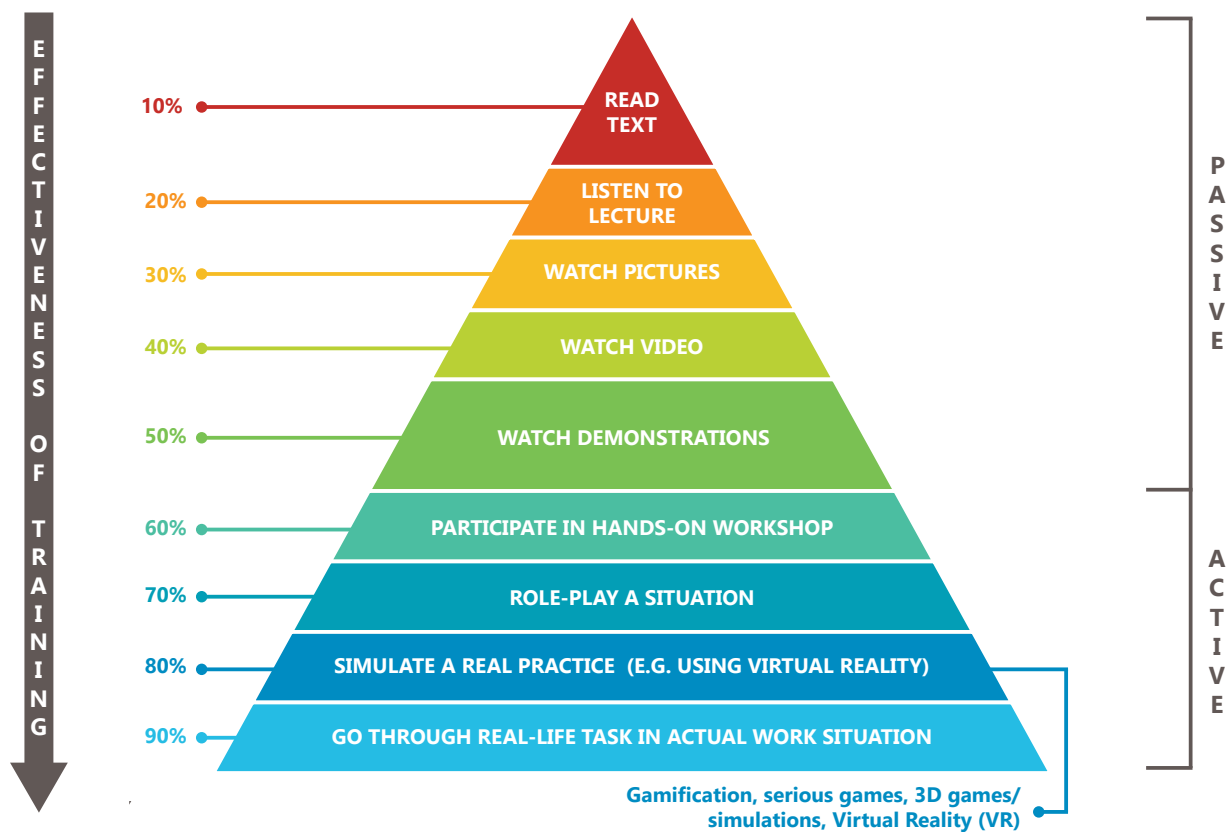 EFFECTIVENESS OF TRAINING
10%
READ
TEXT
20%
LISTEN TO
LECTURE
30%
WATCH PICTURES
40%
WATCH VIDEO
50%
WATCH DEMONSTRATIONS
60%
PARTICIPATE IN HANDS-ON WORKSHOP
70%
ROLE-PLAY A SITUATION
80%
SIMULATE A REAL PRACTICE (E.G. USING VIRTUAL REALITY)
90%
GO THROUGH REAL-LIFE TASK IN ACTUAL WORK SITUATION
Gamification, serious games, 3D games/
simulations, Virtual Reality (VR)
PASSIVE
ACTIVE